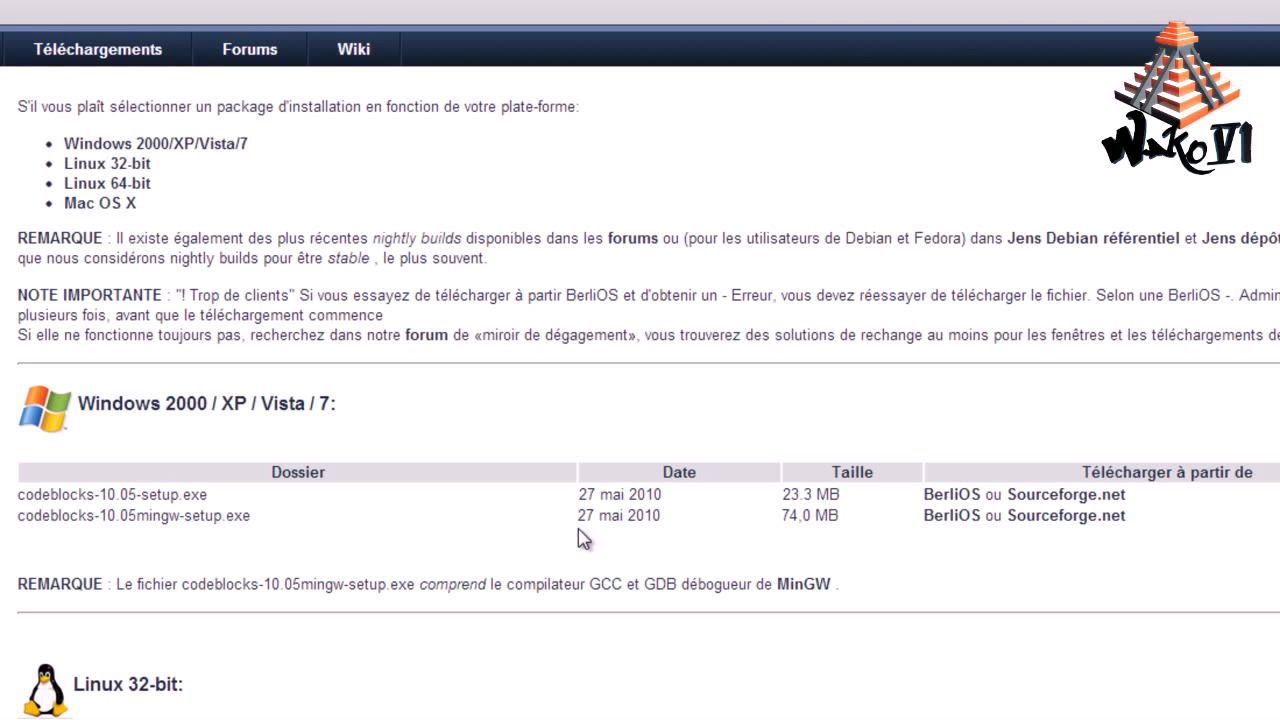 Téléchargements Forums Wiki
Wako VI
S'il vous plaît sélectionner un package d'installation en fonction de votre plate-forme:
• Windows 2000/XP/Vista/7
• Linux 32-bit
• Linux 64-bit
• Mac OS X
REMARQUE : Il existe également des plus récentes nightly builds disponibles dans les forums ou (pour les utilisateurs de Debian et Fedora) dans Jens Debian référentiel et Jens dépôt
que nous considérons nightly builds pour être stable , le plus souvent.
NOTE IMPORTANTE : "! Trop de clients" Si vous essayez de télécharger à partir BerliOS et d'obtenir un - Erreur, vous devez réessayer de télécharger le fichier. Selon une BerliOS -. Admin
plusieurs fois, avant que le téléchargement commence
Si elle ne fonctionne toujours pas, recherchez dans notre forum de «miroir de dégagement», vous trouverez des solutions de rechange au moins pour les fenêtres et les téléchargements de
Windows 2000 / XP / Vista / 7:
Dossier Date Taille Télécharger à partir de
codeblocks-10.05-setup.exe 27 mai 2010 23.3 MB BerliOS ou Sourceforge.net
codeblocks-10.05mingw-setup.exe 27 mai 2010 74,0 MB BerliOS ou Sourceforge.net
REMARQUE : Le fichier codeblocks-10.05mingw-setup.exe comprend le compilateur GCC et GDB débogueur de MinGW .
Linux 32-bit: